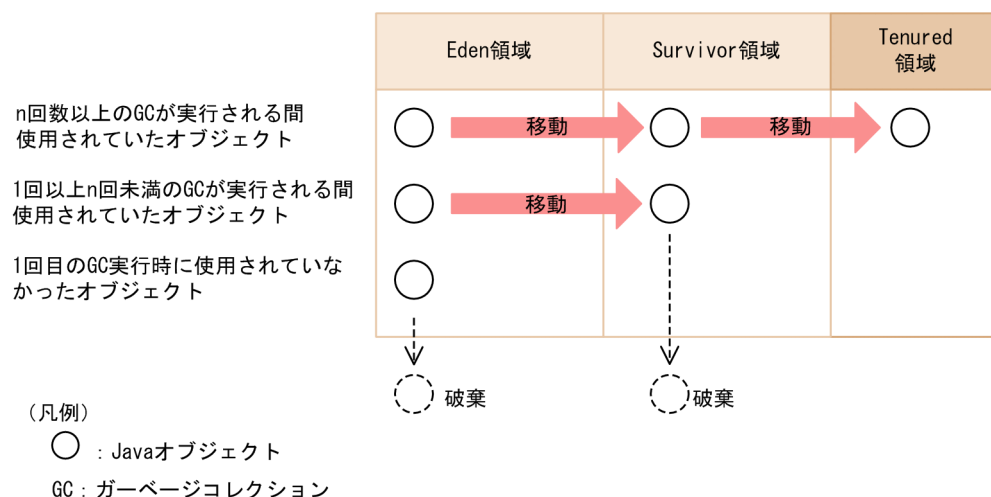 Eden領域
Survivor領域
Tenured
領域
n回数以上のGCが実行される間
使用されていたオブジェクト
移動
移動
1回以上n回未満のGCが実行される間
使用されていたオブジェクト
移動
1回目のGC実行時に使用されていな
かったオブジェクト
破棄
破棄
（凡例）
：Javaオブジェクト
GC：ガーベージコレクション